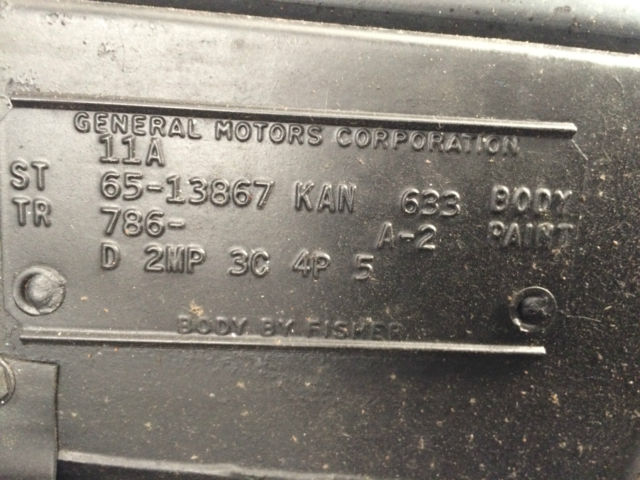 GENERAL MOTORS CORPORATION
11A
ST 65-13867 KAN 633 BODY
TR 786- A-2 PAINT
D 2MP 3C 4P 5
BODY BY FISHER